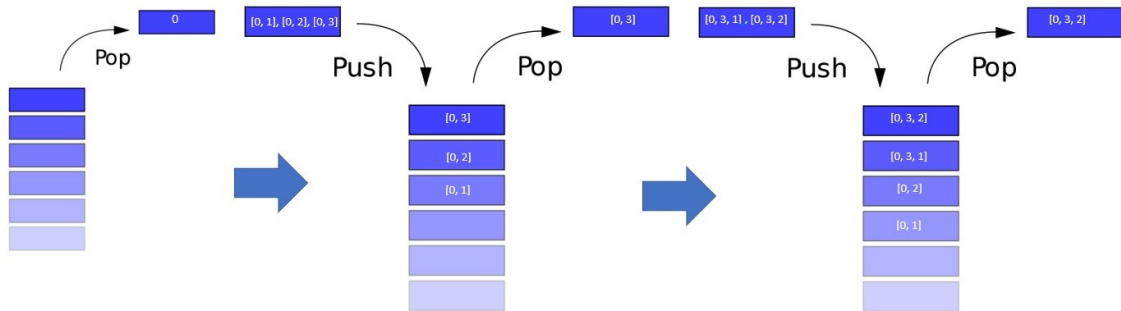 0
Pop
[0, 1], [0, 2], [0, 3]
Push
[0, 3]
[0, 2]
[0, 1]
Pop
[0, 3]
[0, 3, 1] , [0, 3, 2]
Push
[0, 3, 2]
[0, 3, 1]
[0, 2]
[0, 1]
Pop
[0, 3, 2]